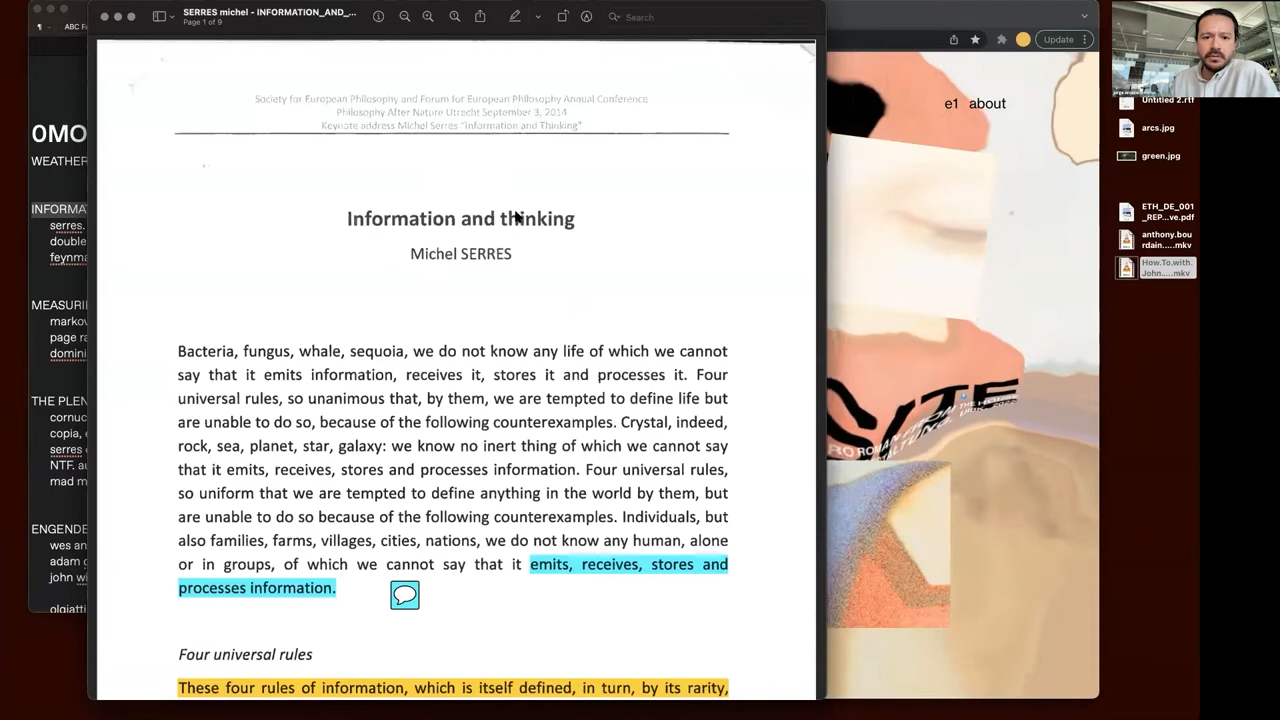 SERRES michel - INFORMATION_AND_...
Page 1 of 9
Search
Society for European Philosophy and Forum for European Philosophy Annual Conference
Philosophy After Nature Utrecht September 3, 2014
Keynote address Michel Serres "Information and Thinking"
Information and thinking
Michel SERRES
Bacteria, fungus, whale, sequoia, we do not know any life of which we cannot
say that it emits information, receives it, stores it and processes it. Four
universal rules, so unanimous that, by them, we are tempted to define life but
are unable to do so, because of the following counterexamples. Crystal, indeed,
rock, sea, planet, star, galaxy: we know no inert thing of which we cannot say
that it emits, receives, stores and processes information. Four universal rules,
so uniform that we are tempted to define anything in the world by them, but
are unable to do so because of the following counterexamples. Individuals, but
also families, farms, villages, cities, nations, we do not know any human, alone
or in groups, of which we cannot say that it emits, receives, stores and
processes information.
Four universal rules
These four rules of information, which is itself defined, in turn, by its rarity,
¶ ABC Fa
0MO
WEATHER
INFORMA
serres.
double
feynma
MEASURI
markov
page ra
domini
THE PLEN
cornuc
copia, e
serres
NTF. au
mad m
ENGENDE
wes an
adam c
john wi
olgiatti
Update
e1 about
Untitled 2.rtf
arcs.jpg
green.jpg
ETH_DE_001
_REP...ve.pdf
anthony.bou
rdain.....mkv
How.To.with.
John.....mkv